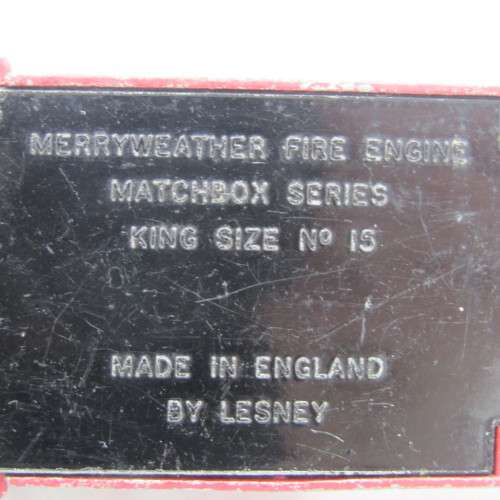 MERRYWEATHER FIRE ENGINE
MATCHBOX SERIES
KING SIZE Nº 15
MADE IN ENGLAND
BY LESNEY